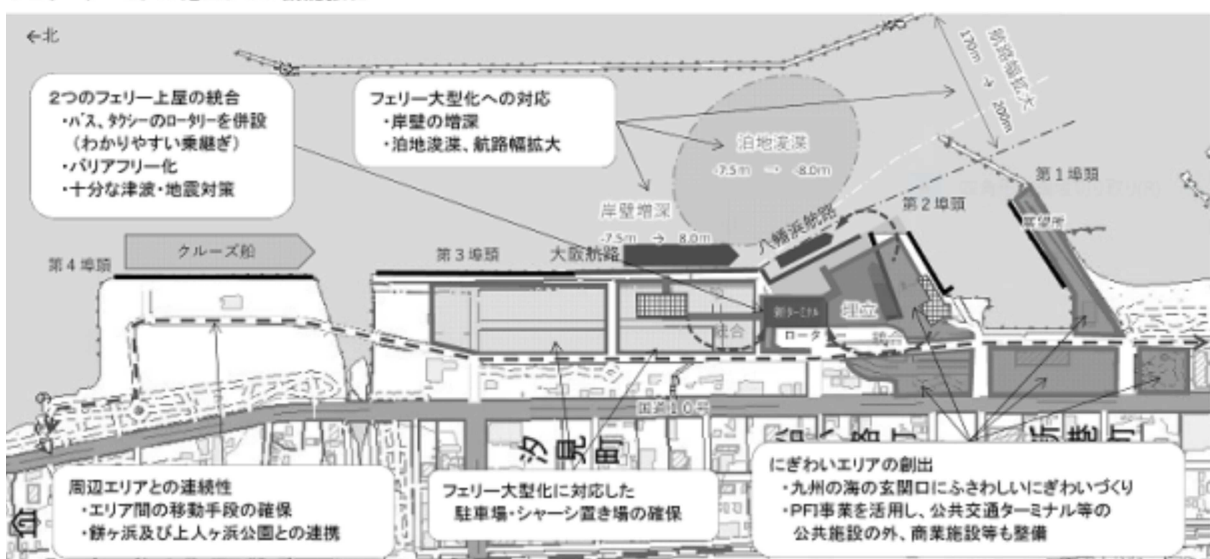 ←北
2つのフェリー上屋の統合
・バス、タクシーのロータリーを併設
（わかりやすい乗継ぎ）
・バリアフリー化
・十分な津波・地震対策
フェリー大型化への対応
・岸壁の増深
・泊地浚渫、航路幅拡大
航路幅拡大
170m → 200m
泊地浚渫
-7.5m → -8.0m
岸壁増深
-7.5m → 8.0m
第1埠頭
展望所
第2埠頭
八幡浜航路
大阪航路
第3埠頭
クルーズ船
第4埠頭
新ターミナル
埋立
統合
ロータ
国道10号
汐見町
周辺エリアとの連続性
・エリア間の移動手段の確保
・餅ヶ浜及び上人ヶ浜公園との連携
フェリー大型化に対応した
駐車場・シャーシ置き場の確保
にぎわいエリアの創出
・九州の海の玄関口にふさわしいにぎわいづくり
・PFI事業を活用し、公共交通ターミナル等の
公共施設の外、商業施設等も整備